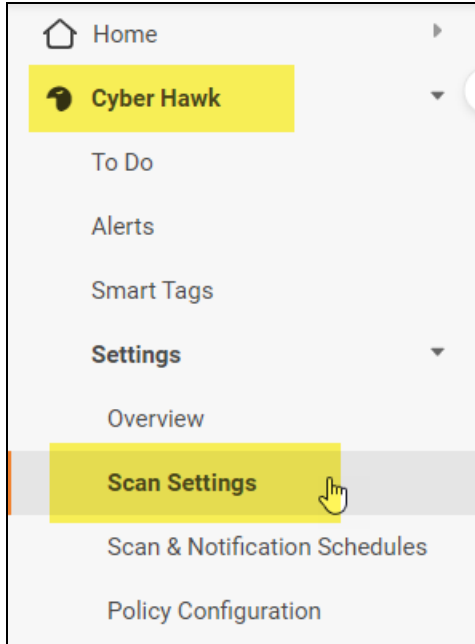 Home
Cyber Hawk
To Do
Alerts
Smart Tags
Settings
Overview
Scan Settings
Scan & Notification Schedules
Policy Configuration